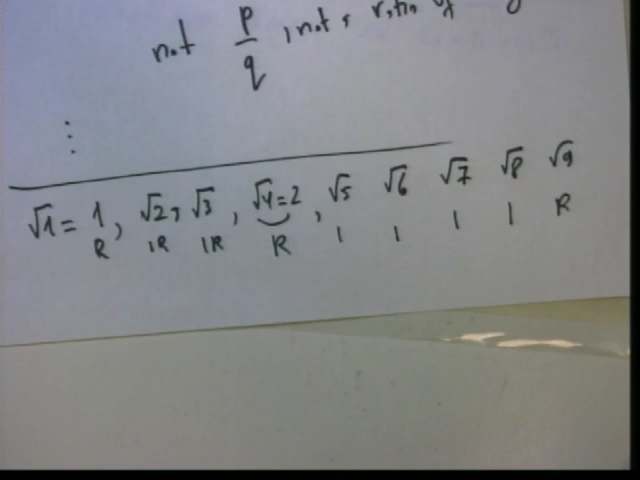 not p/q, not a ratio of
⋮
√1 = 1, √2, √3, √4=2, √5 √6 √7 √8 √9
R IR IR R I I I I R